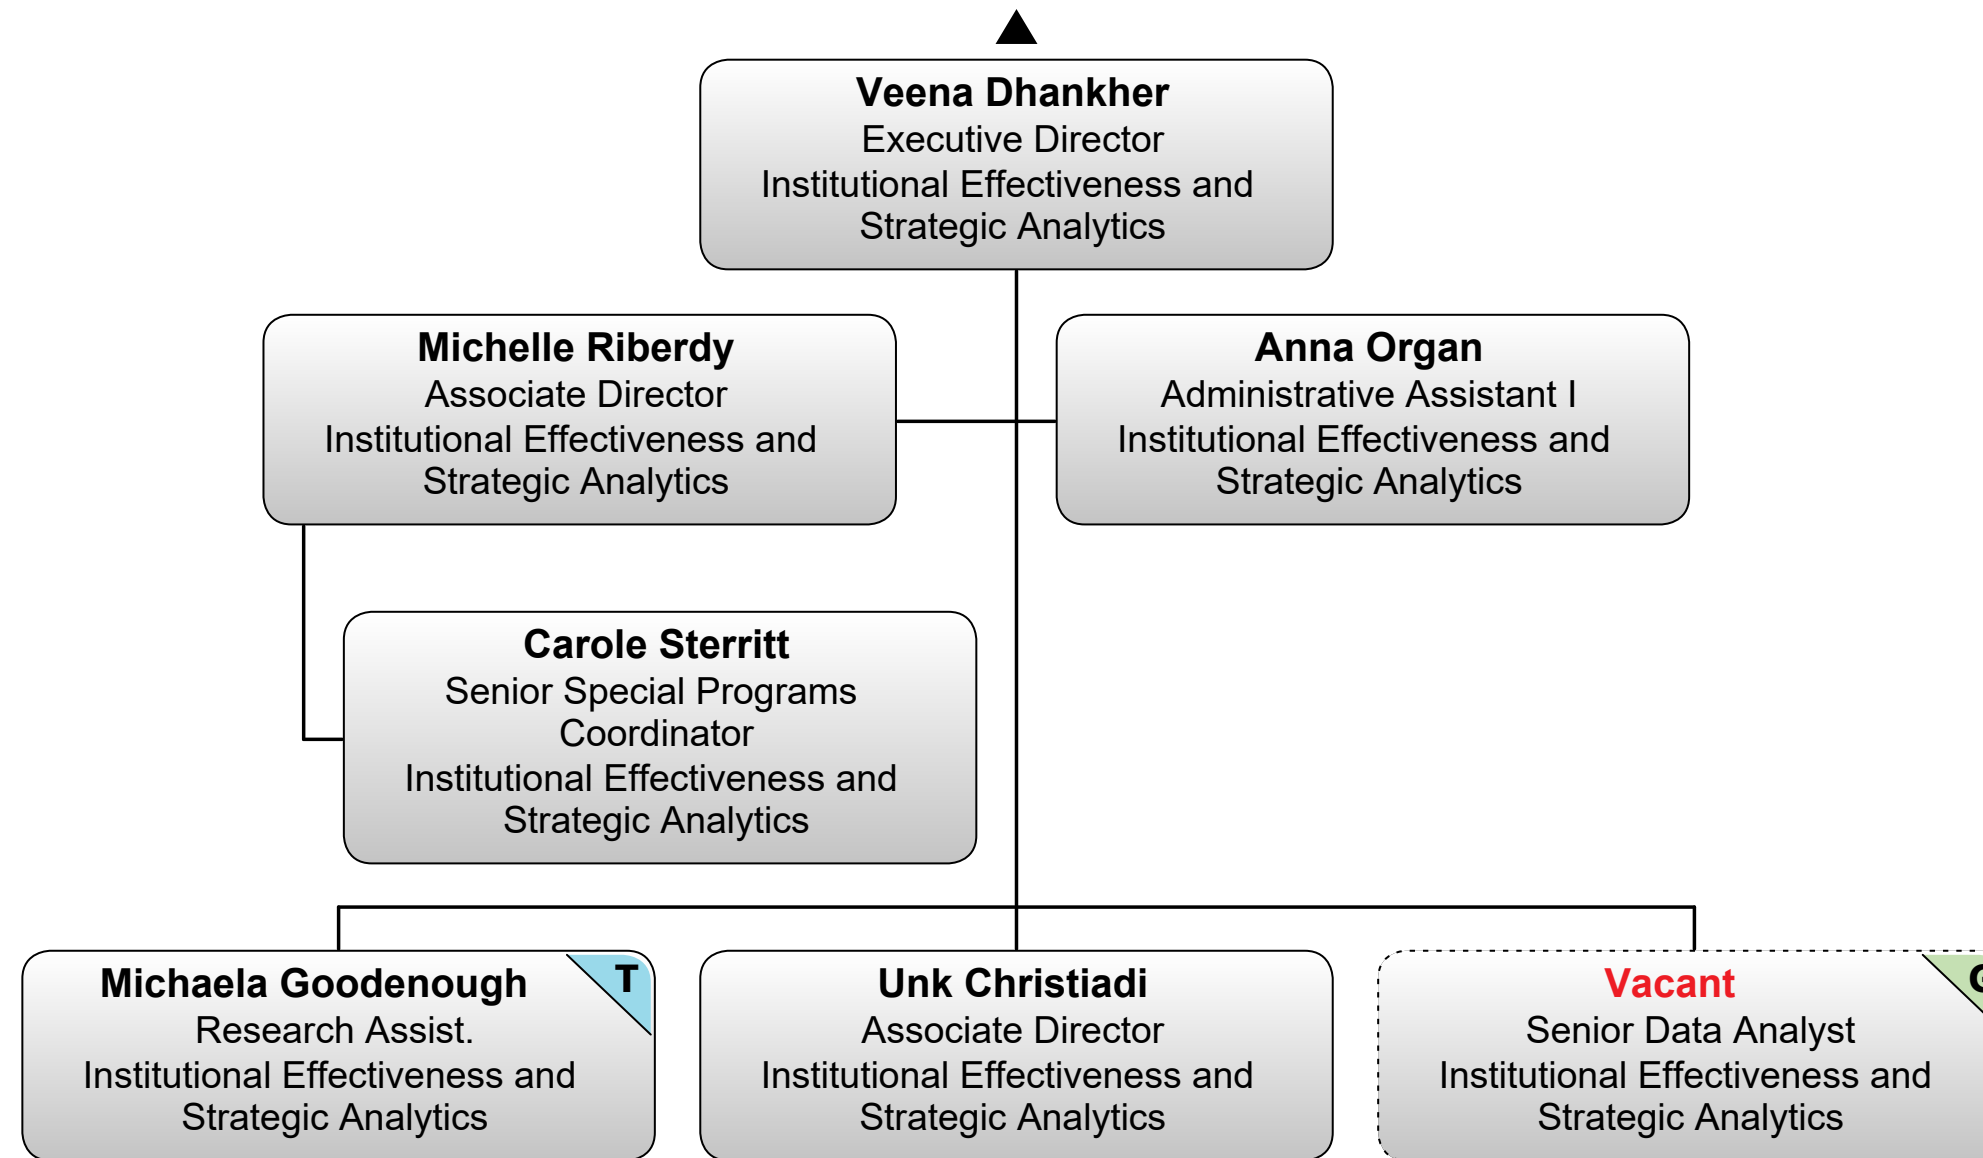 Veena Dhankher
Executive Director
Institutional Effectiveness and
Strategic Analytics
Michelle Riberdy
Associate Director
Institutional Effectiveness and
Strategic Analytics
Anna Organ
Administrative Assistant I
Institutional Effectiveness and
Strategic Analytics
Carole Sterritt
Senior Special Programs
Coordinator
Institutional Effectiveness and
Strategic Analytics
Michaela Goodenough
T
Research Assist.
Institutional Effectiveness and
Strategic Analytics
Unk Christiadi
Associate Director
Institutional Effectiveness and
Strategic Analytics
Vacant
Senior Data Analyst
Institutional Effectiveness and
Strategic Analytics